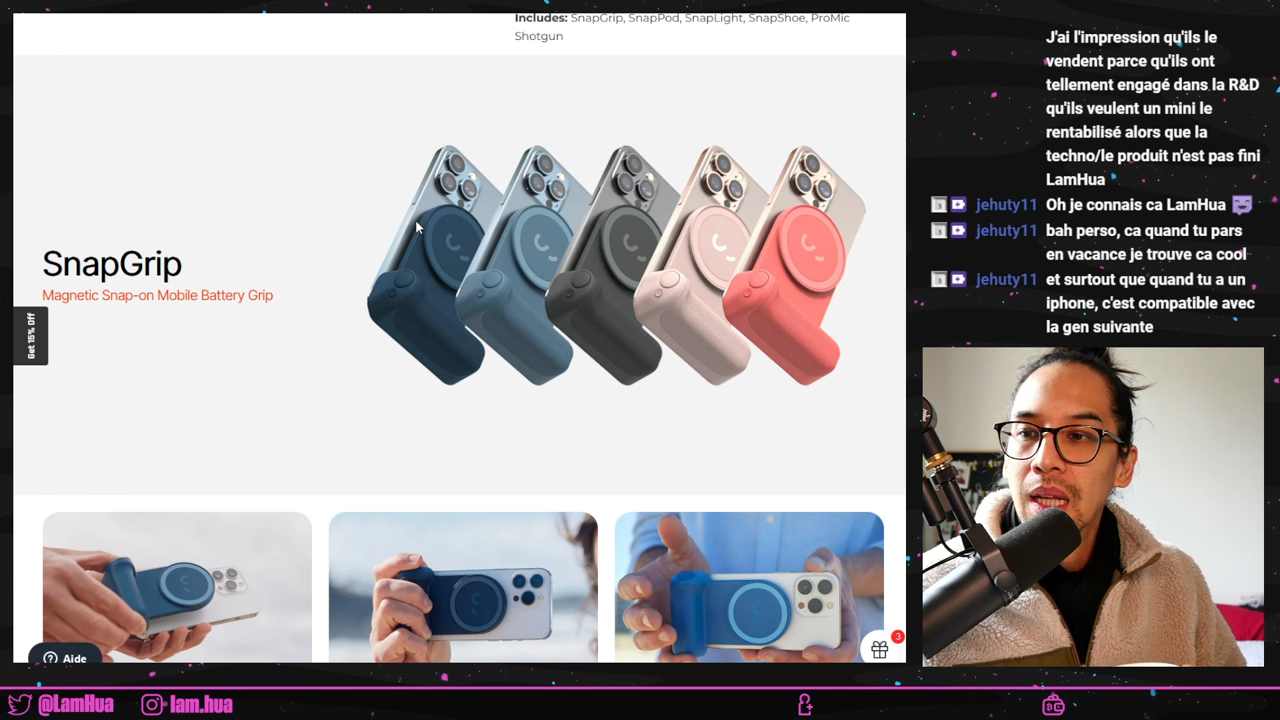 Includes: SnapGrip, SnapPod, SnapLight, SnapShoe, ProMic
Shotgun
SnapGrip
Magnetic Snap-on Mobile Battery Grip
Get 15% Off
Aide
3
J'ai l'impression qu'ils le
vendent parce qu'ils ont
tellement engagé dans la R&D
qu'ils veulent un mini le
rentabilisé alors que la
techno/le produit n'est pas fini
LamHua
jehuty11 Oh je connais ca LamHua
jehuty11 bah perso, ca quand tu pars
en vacance je trouve ca cool
jehuty11 et surtout que quand tu a un
iphone, c'est compatible avec
la gen suivante
@LamHua
lam.hua